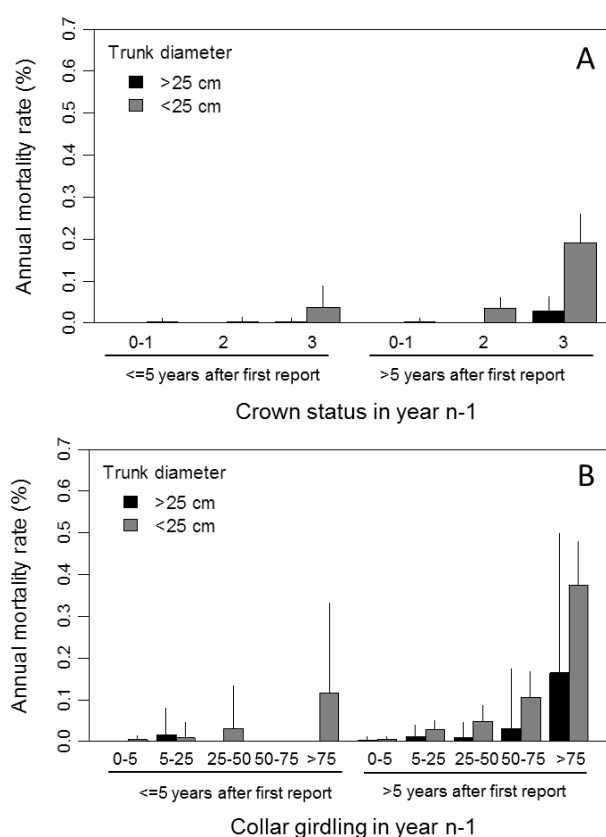 A
Trunk diameter
>25 cm
<25 cm
Annual mortality rate (%)
0.7
0.6
0.5
0.4
0.3
0.2
0.1
0.0
0-1 2 3 0-1 2 3
<=5 years after first report >5 years after first report
Crown status in year n-1
B
Trunk diameter
>25 cm
<25 cm
Annual mortality rate (%)
0.7
0.6
0.5
0.4
0.3
0.2
0.1
0.0
0-5 5-25 25-50 50-75 >75 0-5 5-25 25-50 50-75 >75
<=5 years after first report >5 years after first report
Collar girdling in year n-1